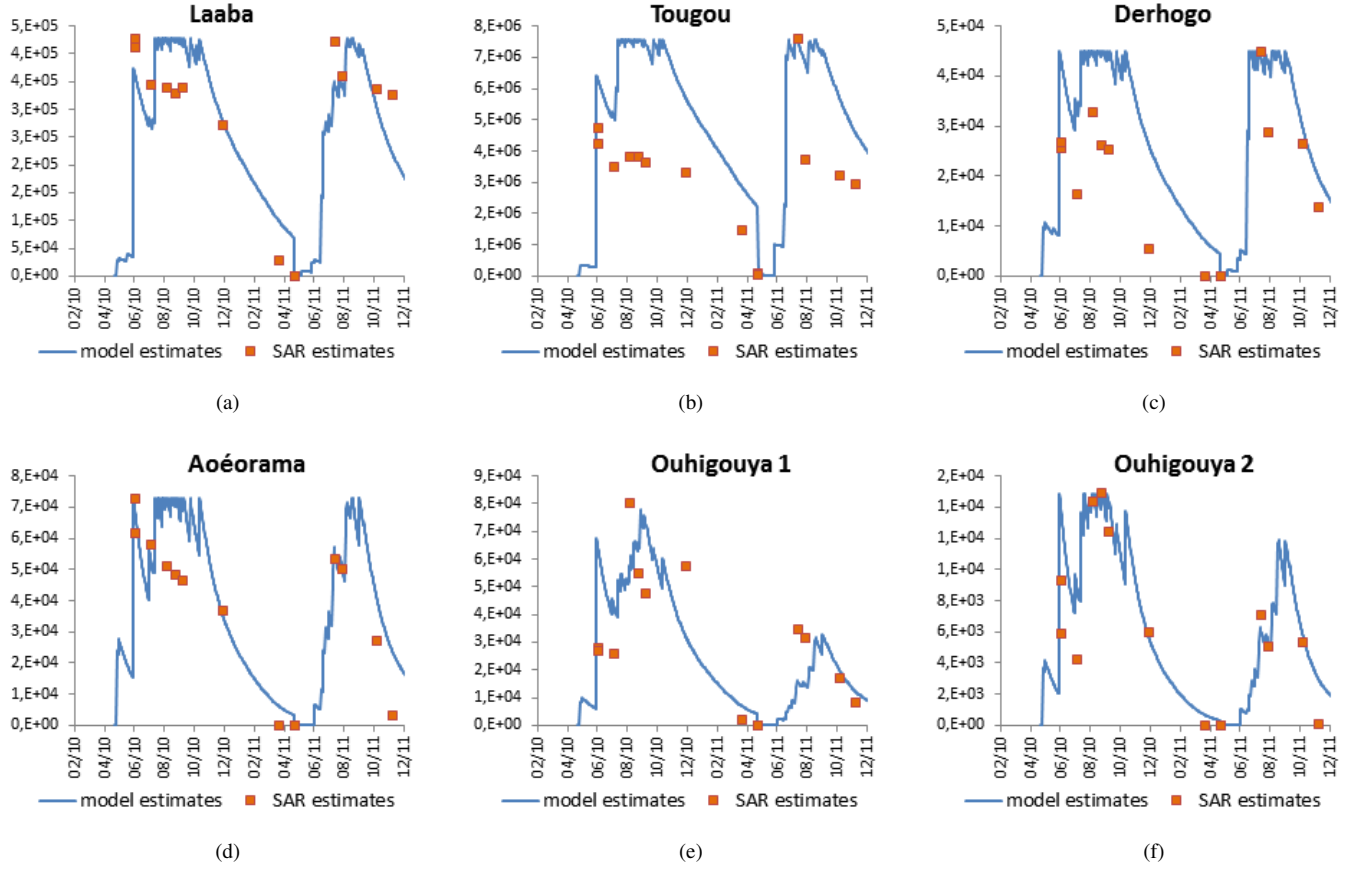 Laaba
5,E+05
4,E+05
4,E+05
3,E+05
3,E+05
2,E+05
2,E+05
1,E+05
5,E+04
0,E+00
02/10
04/10
06/10
08/10
10/10
12/10
02/11
04/11
06/11
08/11
10/11
12/11
model estimates
SAR estimates
(a)
Tougou
8,E+06
7,E+06
6,E+06
5,E+06
4,E+06
3,E+06
2,E+06
1,E+06
0,E+00
02/10
04/10
06/10
08/10
10/10
12/10
02/11
04/11
06/11
08/11
10/11
12/11
model estimates
SAR estimates
(b)
Derhogo
5,E+04
4,E+04
3,E+04
2,E+04
1,E+04
0,E+00
02/10
04/10
06/10
08/10
10/10
12/10
02/11
04/11
06/11
08/11
10/11
12/11
model estimates
SAR estimates
(c)
Aoéorama
8,E+04
7,E+04
6,E+04
5,E+04
4,E+04
3,E+04
2,E+04
1,E+04
0,E+00
02/10
04/10
06/10
08/10
10/10
12/10
02/11
04/11
06/11
08/11
10/11
12/11
model estimates
SAR estimates
(d)
Ouhigouya 1
9,E+04
8,E+04
7,E+04
6,E+04
5,E+04
4,E+04
3,E+04
2,E+04
1,E+04
0,E+00
02/10
04/10
06/10
08/10
10/10
12/10
02/11
04/11
06/11
08/11
10/11
12/11
model estimates
SAR estimates
(e)
Ouhigouya 2
2,E+04
1,E+04
1,E+04
1,E+04
8,E+03
6,E+03
4,E+03
2,E+03
0,E+00
02/10
04/10
06/10
08/10
10/10
12/10
02/11
04/11
06/11
08/11
10/11
12/11
model estimates
SAR estimates
(f)